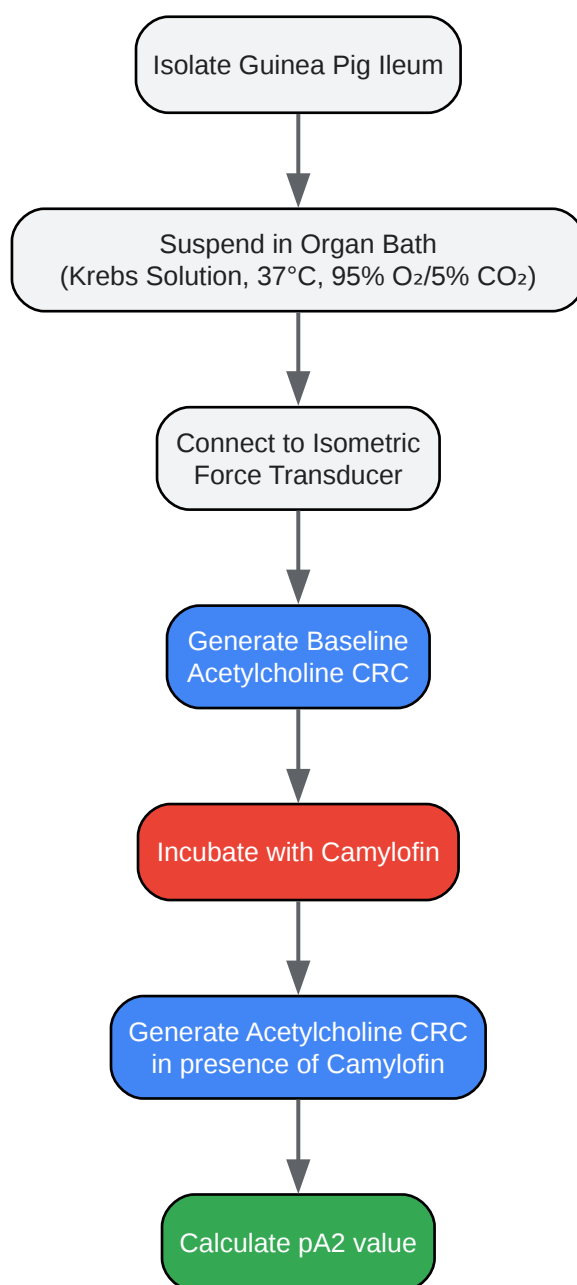 Isolate Guinea Pig Ileum
Suspend in Organ Bath
(Krebs Solution, 37°C, 95% O₂/5% CO₂)
Connect to Isometric
Force Transducer
Generate Baseline
Acetylcholine CRC
Incubate with Camylofin
Generate Acetylcholine CRC
in presence of Camylofin
Calculate pA2 value